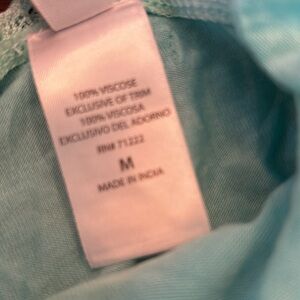 100% VISCOSE
EXCLUSIVE OF TRIM
100% VISCOSA
EXCLUSIVO DEL ADORNO
RN# 71222
M
MADE IN INDIA